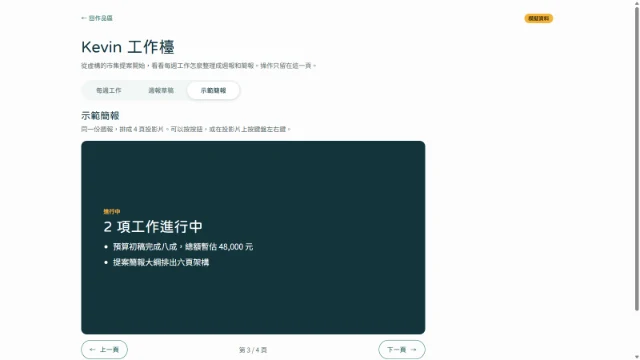 ← 回作品區
模擬資料
Kevin 工作檯
從虛構的市集提案開始，看看每週工作怎麼整理成週報和簡報。操作只留在這一頁。
每週工作
週報草稿
示範簡報
示範簡報
同一份週報，排成 4 頁投影片。可以按按鈕，或在投影片上按鍵盤左右鍵。
進行中
2 項工作進行中
預算初稿完成八成，總額暫估 48,000 元
提案簡報大綱排出六頁架構
← 上一頁
第 3 / 4 頁
下一頁 →